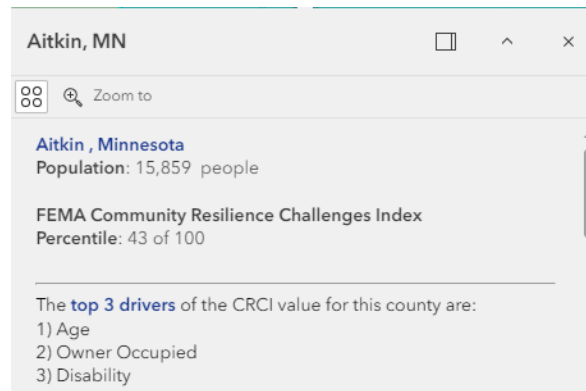 Aitkin, MN
Zoom to
Aitkin , Minnesota
Population: 15,859 people
FEMA Community Resilience Challenges Index
Percentile: 43 of 100
The top 3 drivers of the CRCI value for this county are:
1) Age
2) Owner Occupied
3) Disability